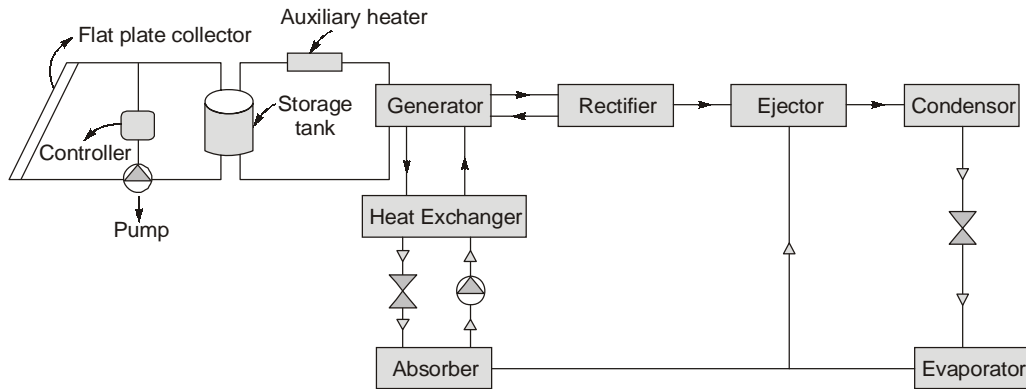 Auxiliary heater
Flat plate collector
Storage
tank
Controller
Pump
Generator
Rectifier
Ejector
Condensor
Heat Exchanger
Absorber
Evaporator